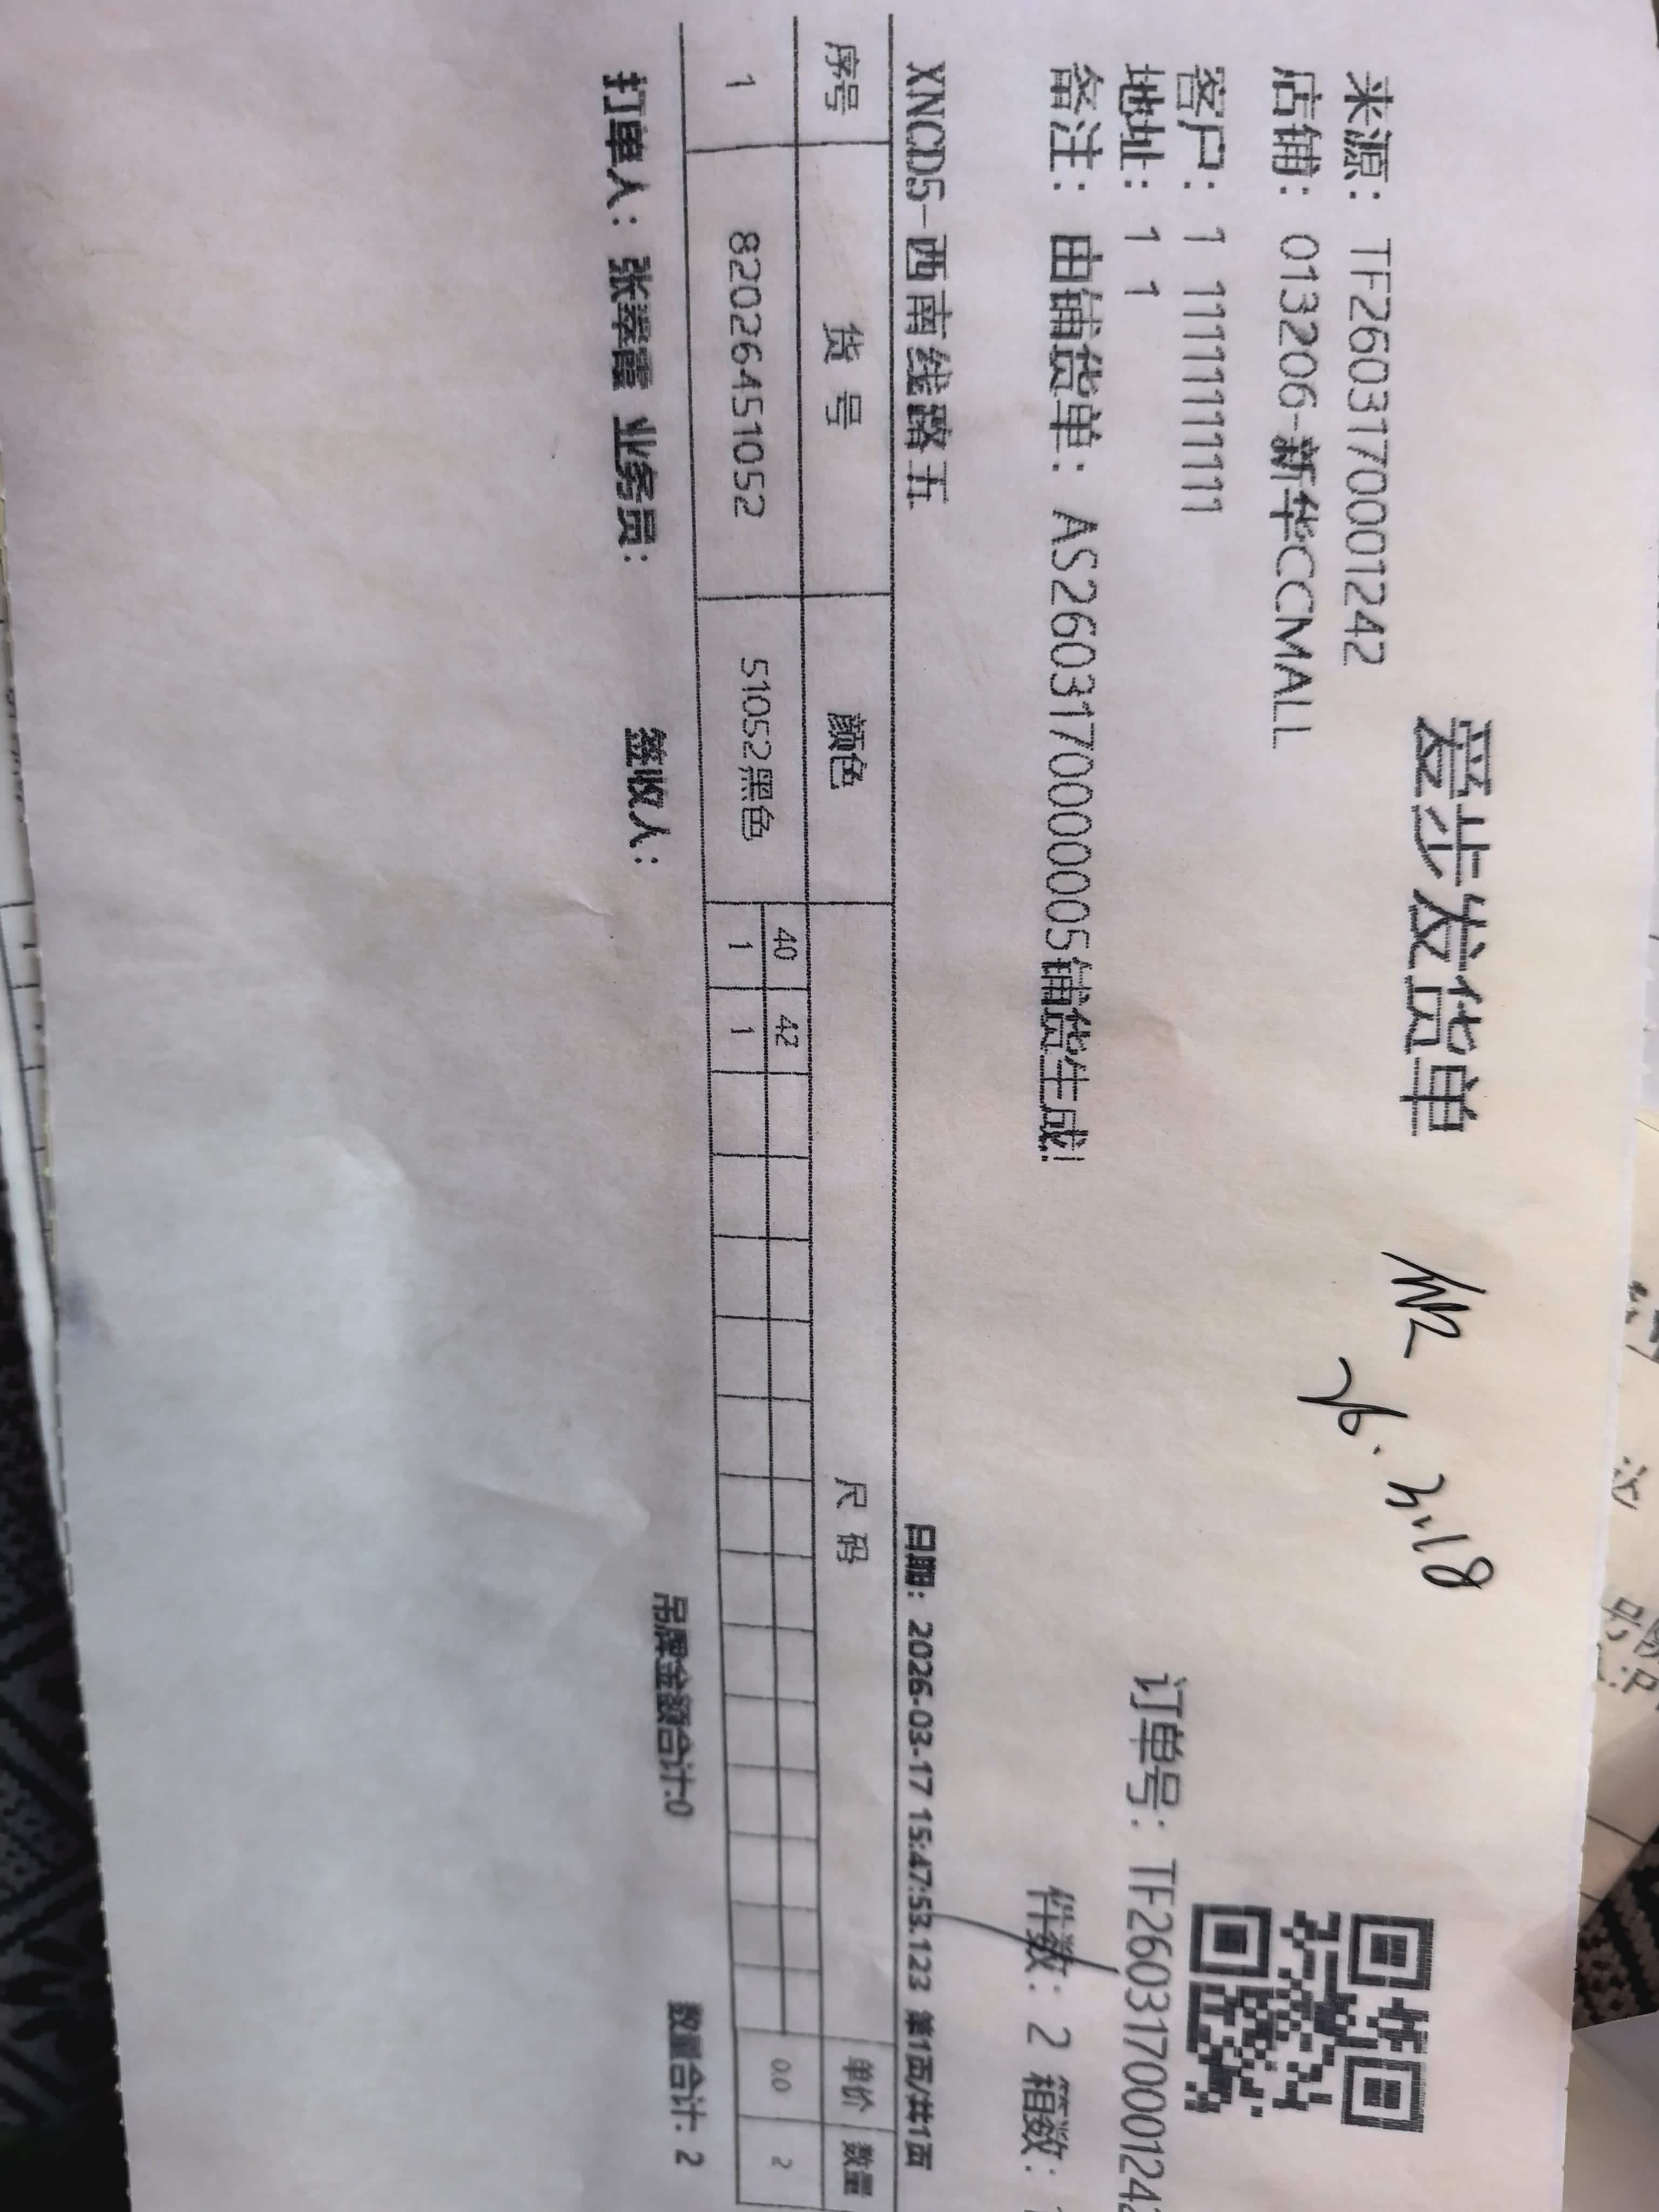 爱步发货单
26.3.18
来源：TF26031700001242
店铺：013206-新华CCMALL
客户：1 11111111111
地址：1 1
订单号：TF2603170001242
备注：由铺货单：AS2603170000005铺货生成!
件数：2 箱数：
XNCD5-西南线路五 日期：2026-03-17 15:47:53.123 第1页/共1页
序号 货号 颜色 尺码 单价 数量
40 42
1 82026451052 51052黑色 1 1 0.0 2
打单人：张翠霞 业务员： 签收人： 吊牌金额合计:0 数量合计：2